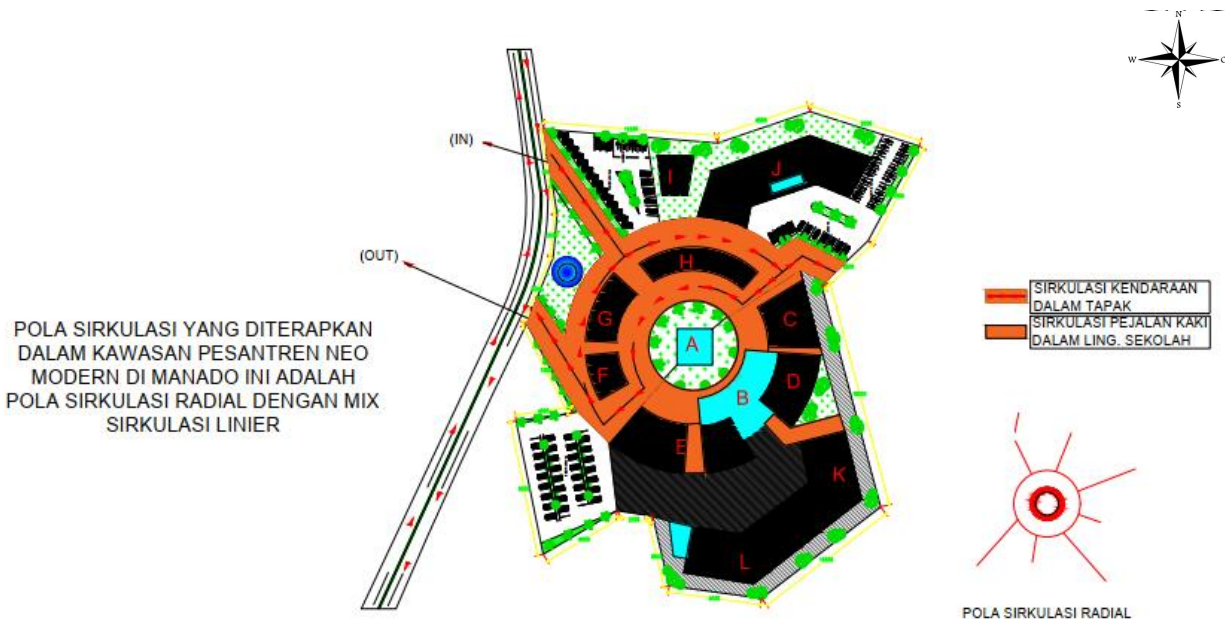 N
W
S
(IN)
(OUT)
POLA SIRKULASI YANG DITERAPKAN
DALAM KAWASAN PESANTREN NEO
MODERN DI MANADO INI ADALAH
POLA SIRKULASI RADIAL DENGAN MIX
SIRKULASI LINIER
I
J
H
G
C
A
F
D
B
E
K
L
SIRKULASI KENDARAAN
DALAM TAPAK
SIRKULASI PEJALAN KAKI
DALAM LING. SEKOLAH
POLA SIRKULASI RADIAL